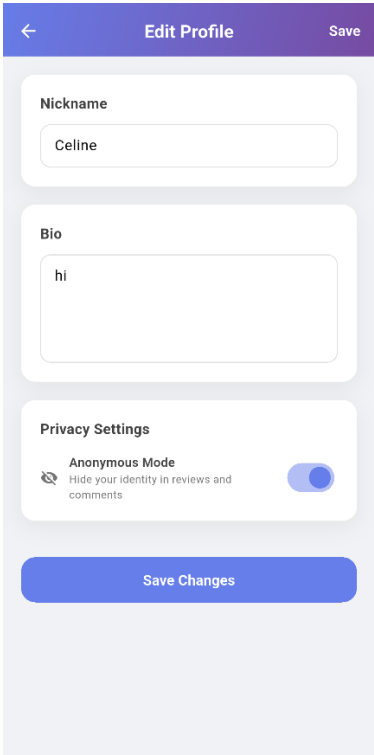 Edit Profile
Save
Nickname
Celine
Bio
hi
Privacy Settings
Anonymous Mode
Hide your identity in reviews and
comments
Save Changes